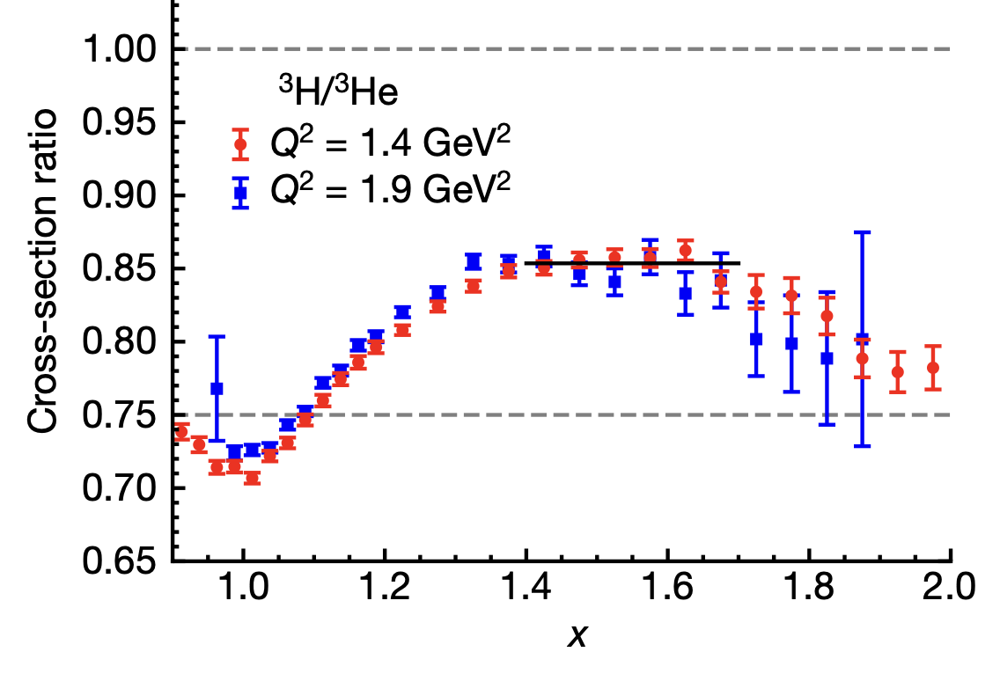 1.00
0.95
0.90
0.85
0.80
0.75
0.70
0.65
Cross-section ratio
³H/³He
Q² = 1.4 GeV²
Q² = 1.9 GeV²
1.0 1.2 1.4 1.6 1.8 2.0
x